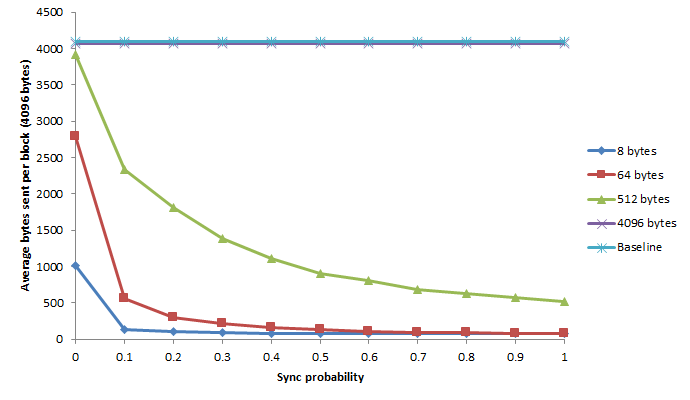 Average bytes sent per block (4096 bytes)
4500
4000
3500
3000
2500
2000
1500
1000
500
0
0 0.1 0.2 0.3 0.4 0.5 0.6 0.7 0.8 0.9 1
Sync probability
8 bytes
64 bytes
512 bytes
4096 bytes
Baseline